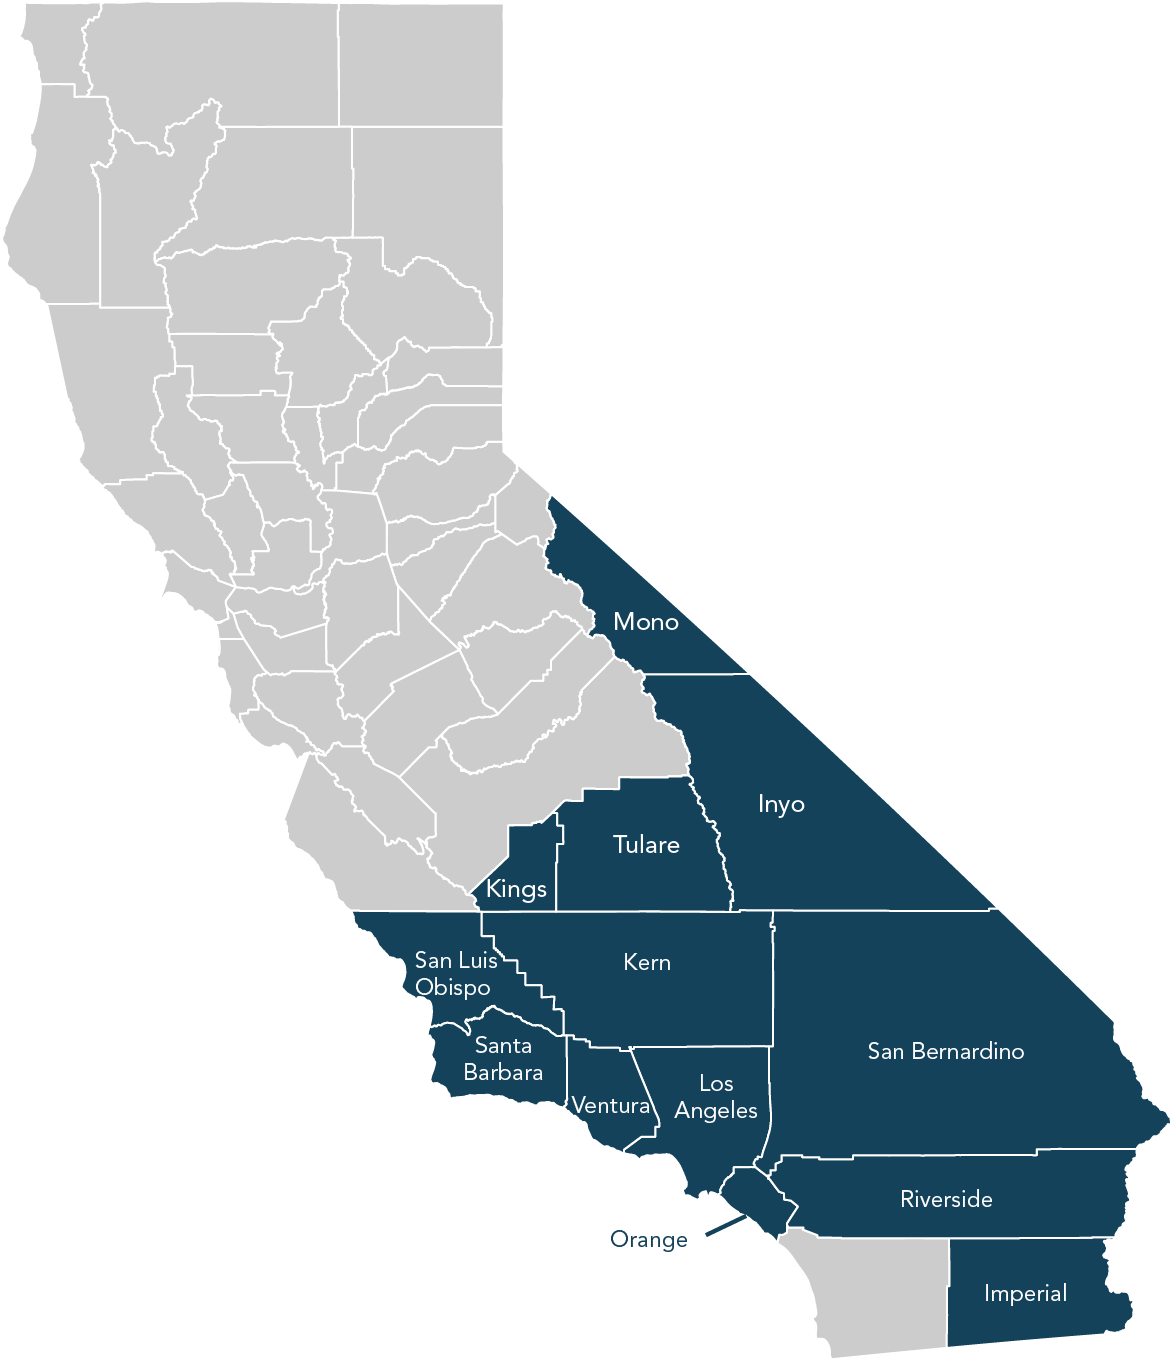 Mono
Inyo
Tulare
Kings
San Luis
Obispo
Kern
Santa
Barbara
San Bernardino
Los
Angeles
Ventura
Riverside
Orange
Imperial